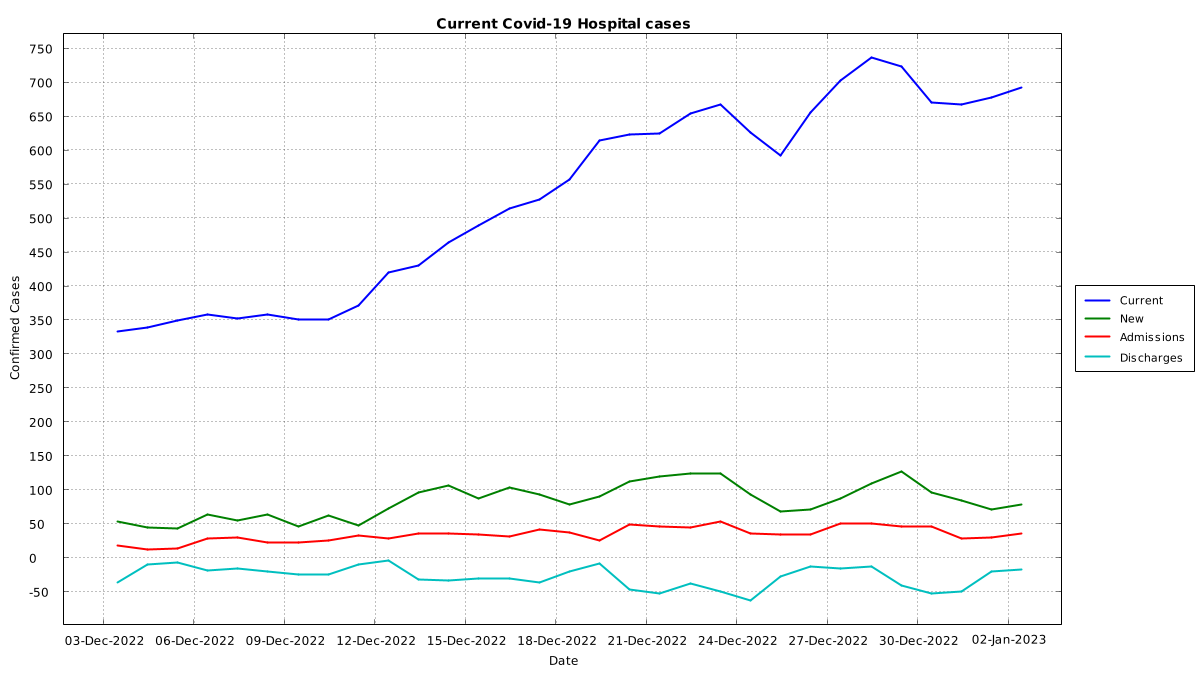 Current Covid-19 Hospital cases
Confirmed Cases
750
700
650
600
550
500
450
400
350
300
250
200
150
100
50
0
-50
03-Dec-2022 06-Dec-2022 09-Dec-2022 12-Dec-2022 15-Dec-2022 18-Dec-2022 21-Dec-2022 24-Dec-2022 27-Dec-2022 30-Dec-2022 02-Jan-2023
Date
Current
New
Admissions
Discharges